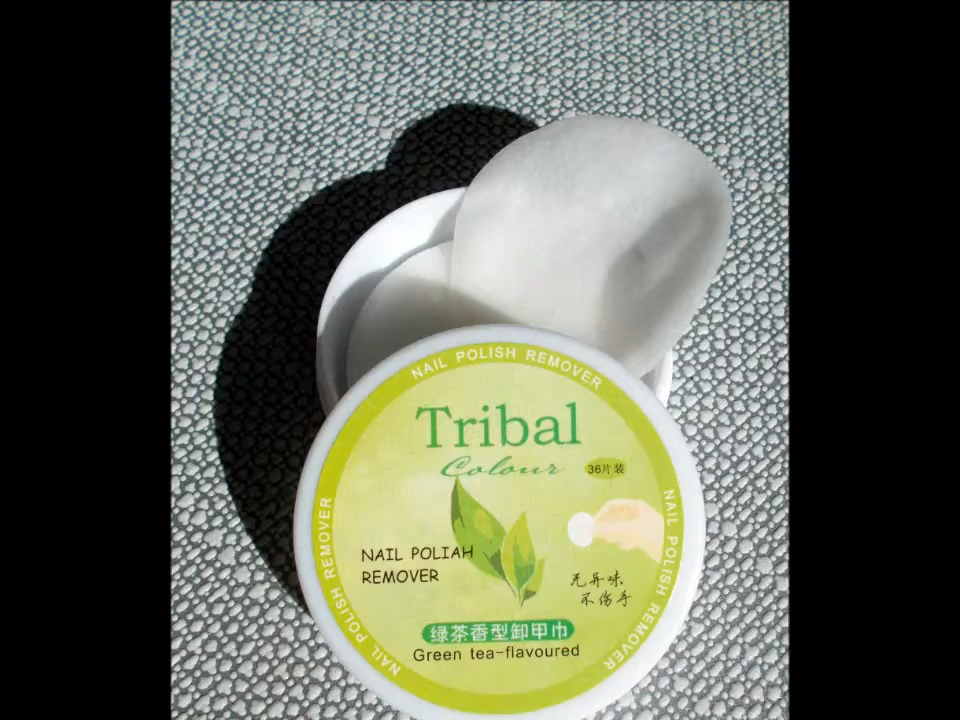 NAIL POLISH REMOVER
Tribal
Colour
36片装
NAIL POLIAH
REMOVER
无异味
不伤手
绿茶香型卸甲巾
Green tea-flavoured
NAIL POLISH REMOVER
NAIL POLISH REMOVER